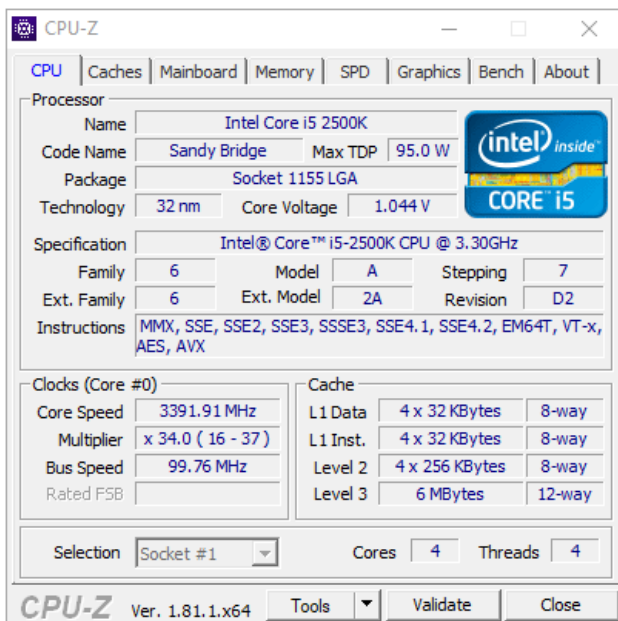 CPU-Z
CPU Caches Mainboard Memory SPD Graphics Bench About
Processor
Name Intel Core i5 2500K
Code Name Sandy Bridge Max TDP 95.0 W
Package Socket 1155 LGA
Technology 32 nm Core Voltage 1.044 V
intel inside™
CORE™ i5
Specification Intel® Core™ i5-2500K CPU @ 3.30GHz
Family 6 Model A Stepping 7
Ext. Family 6 Ext. Model 2A Revision D2
Instructions MMX, SSE, SSE2, SSE3, SSSE3, SSE4.1, SSE4.2, EM64T, VT-x,
AES, AVX
Clocks (Core #0)
Core Speed 3391.91 MHz
Multiplier x 34.0 ( 16 - 37 )
Bus Speed 99.76 MHz
Rated FSB
Cache
L1 Data 4 x 32 KBytes 8-way
L1 Inst. 4 x 32 KBytes 8-way
Level 2 4 x 256 KBytes 8-way
Level 3 6 MBytes 12-way
Selection Socket #1 Cores 4 Threads 4
CPU-Z Ver. 1.81.1.x64 Tools Validate Close